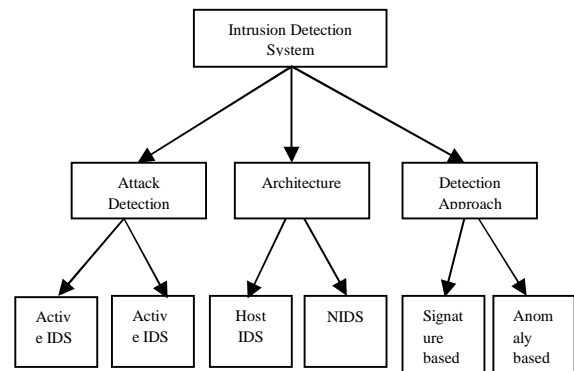 Intrusion Detection
System
Attack
Detection
Architecture
Detection
Approach
Activ
e IDS
Activ
e IDS
Host
IDS
NIDS
Signat
ure
based
Anom
aly
based